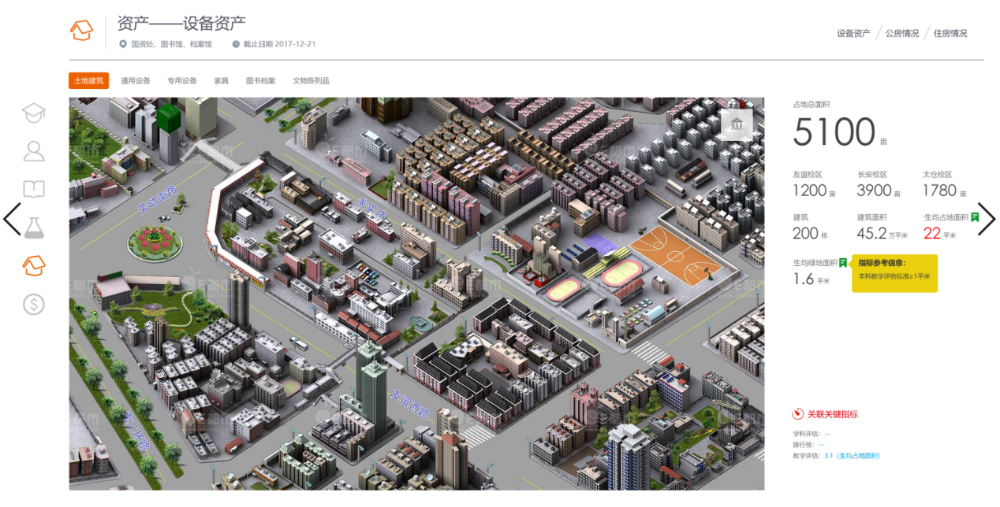 资产——设备资产
国资处、图书馆、档案馆 截止日期 2017-12-21
设备资产 / 公房情况 / 住房情况
土地建筑 通用设备 专用设备 家具 图书档案 文物陈列品
占地总面积
5100 亩
友谊校区 长安校区 太仓校区
1200 亩 3900 亩 1780 亩
建筑 建筑面积 生均占地面积
200 栋 45.2 万平米 22 平米
生均绿地面积
1.6 平米
指标参考信息：
本科教学评估标准≥1平米
劳动南路
友谊西路
南二环路
E都市
关联关键指标
学科评估： --
排行榜： --
教学评估： 3.1（生均占地面积）